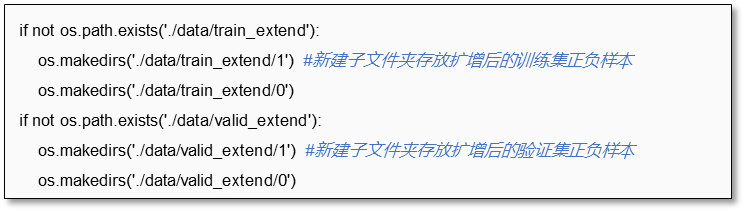 if not os.path.exists('./data/train_extend'):
os.makedirs('./data/train_extend/1') #新建子文件夹存放扩增后的训练集正负样本
os.makedirs('./data/train_extend/0')
if not os.path.exists('./data/valid_extend'):
os.makedirs('./data/valid_extend/1') #新建子文件夹存放扩增后的验证集正负样本
os.makedirs('./data/valid_extend/0')